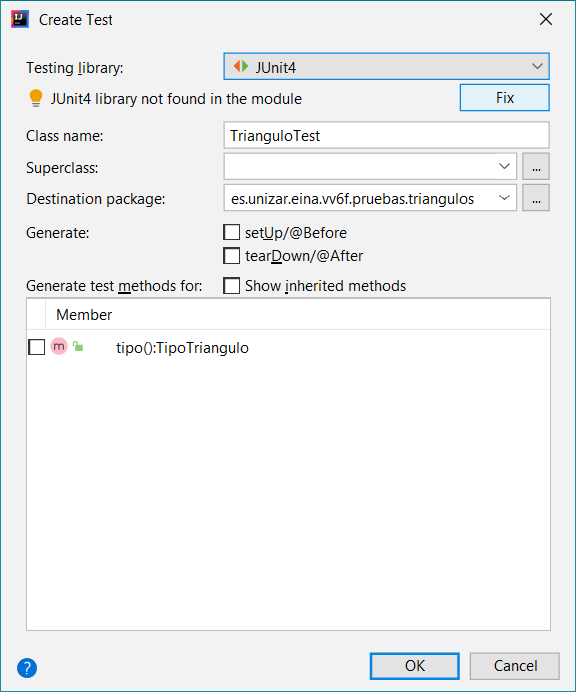 Create Test
Testing library: JUnit4
JUnit4 library not found in the module Fix
Class name: TrianguloTest
Superclass: ...
Destination package: es.unizar.eina.vv6f.pruebas.triangulos ...
Generate: setUp/@Before
tearDown/@After
Generate test methods for: Show inherited methods
Member
m tipo():TipoTriangulo
? OK Cancel